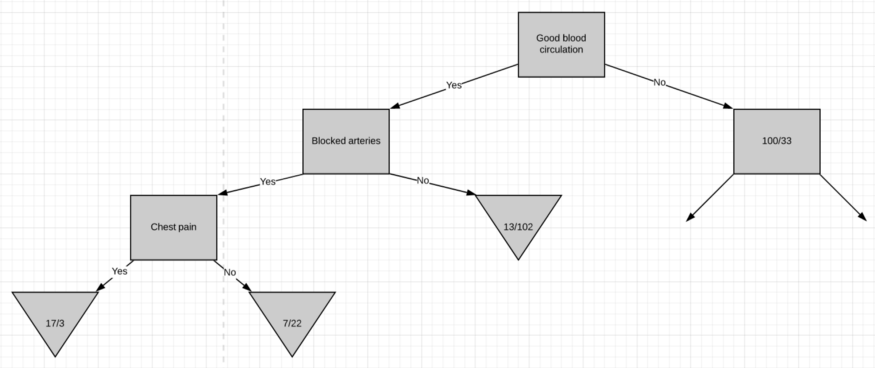 Good blood
circulation
Yes
No
Blocked arteries
100/33
Yes
No
Chest pain
13/102
Yes
No
17/3
7/22